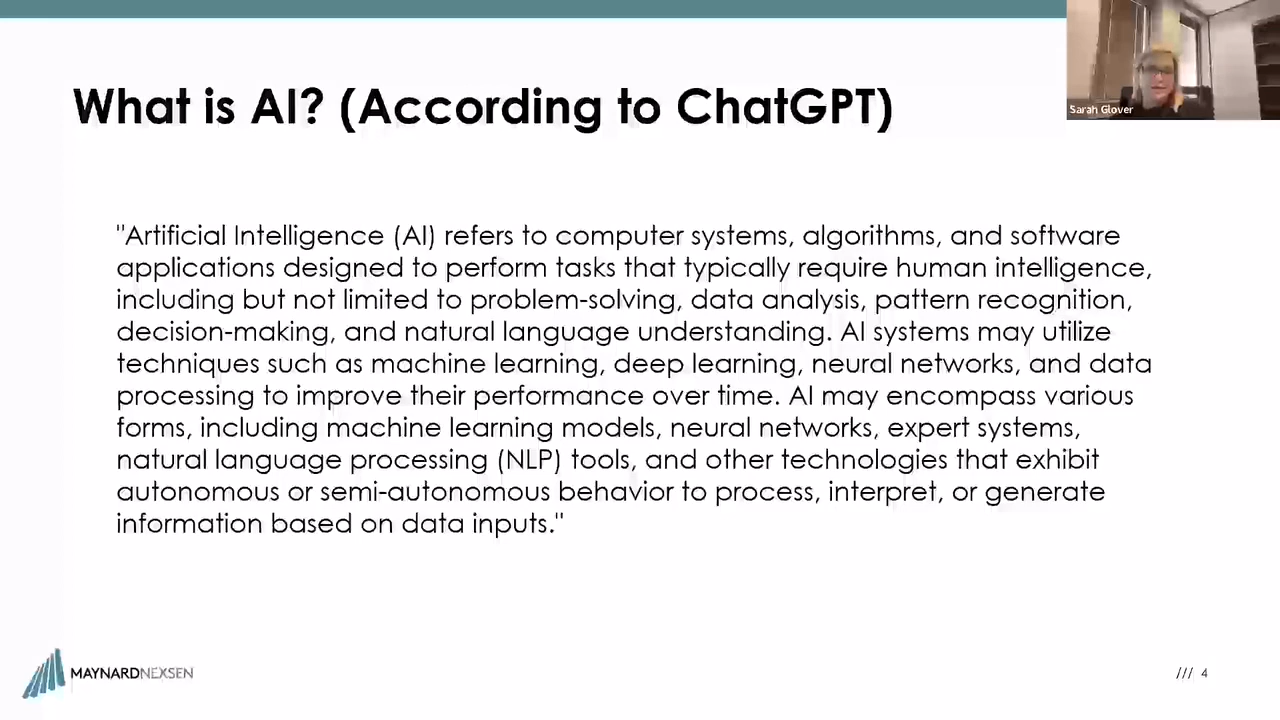 What is AI? (According to ChatGPT)
Sarah Glover
"Artificial Intelligence (AI) refers to computer systems, algorithms, and software
applications designed to perform tasks that typically require human intelligence,
including but not limited to problem-solving, data analysis, pattern recognition,
decision-making, and natural language understanding. AI systems may utilize
techniques such as machine learning, deep learning, neural networks, and data
processing to improve their performance over time. AI may encompass various
forms, including machine learning models, neural networks, expert systems,
natural language processing (NLP) tools, and other technologies that exhibit
autonomous or semi-autonomous behavior to process, interpret, or generate
information based on data inputs."
MAYNARDNEXSEN
/// 4